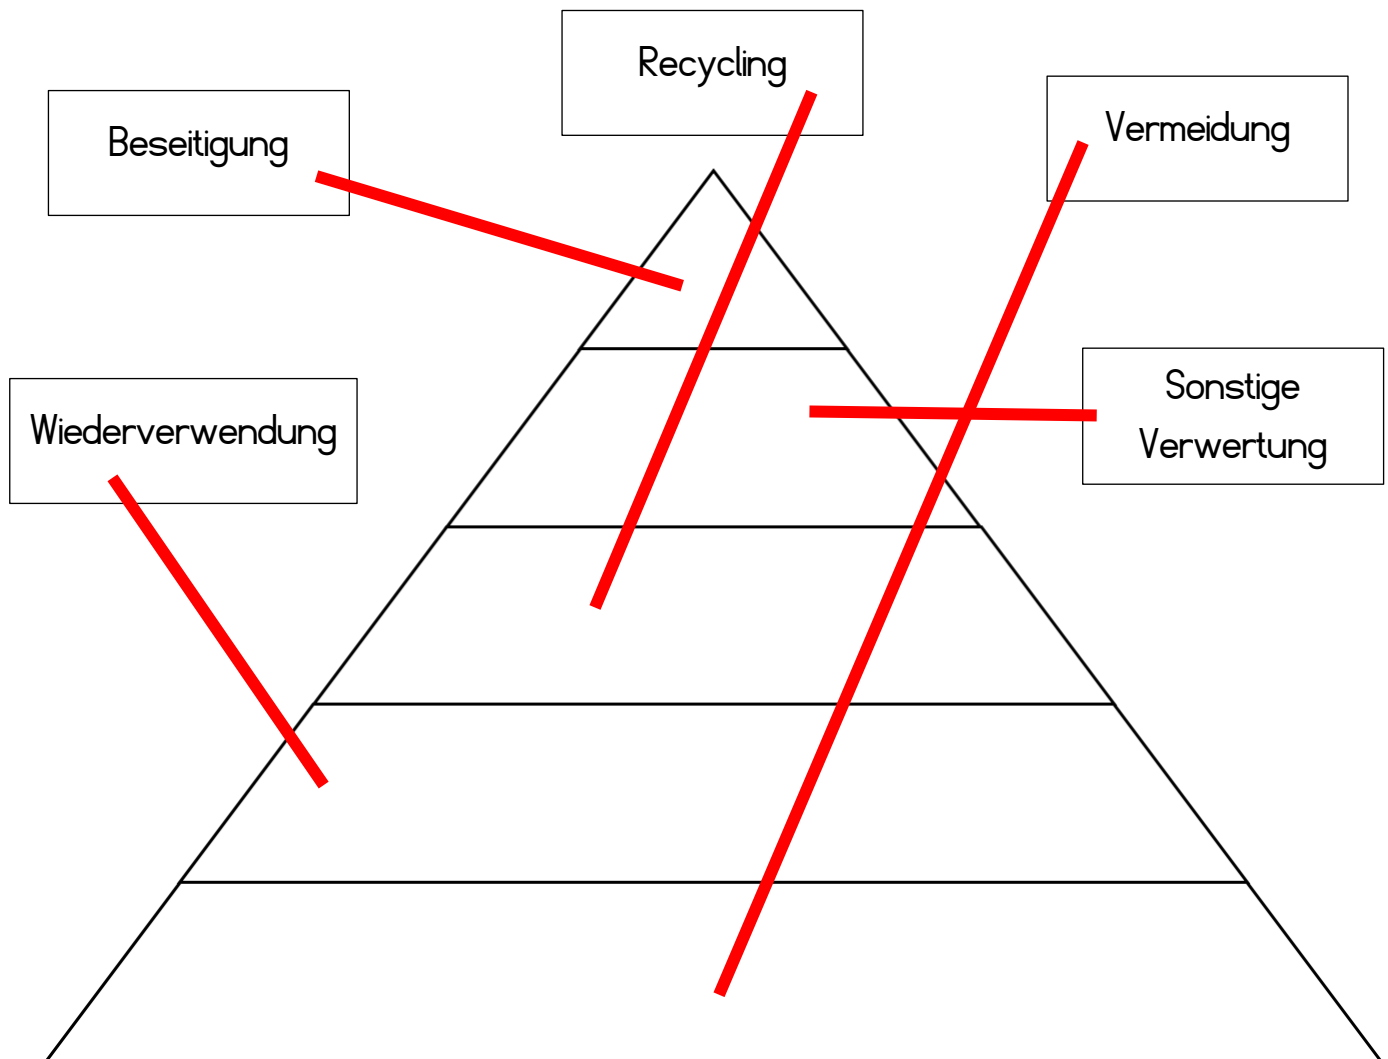 Recycling
Beseitigung
Vermeidung
Wiederverwendung
Sonstige
Verwertung